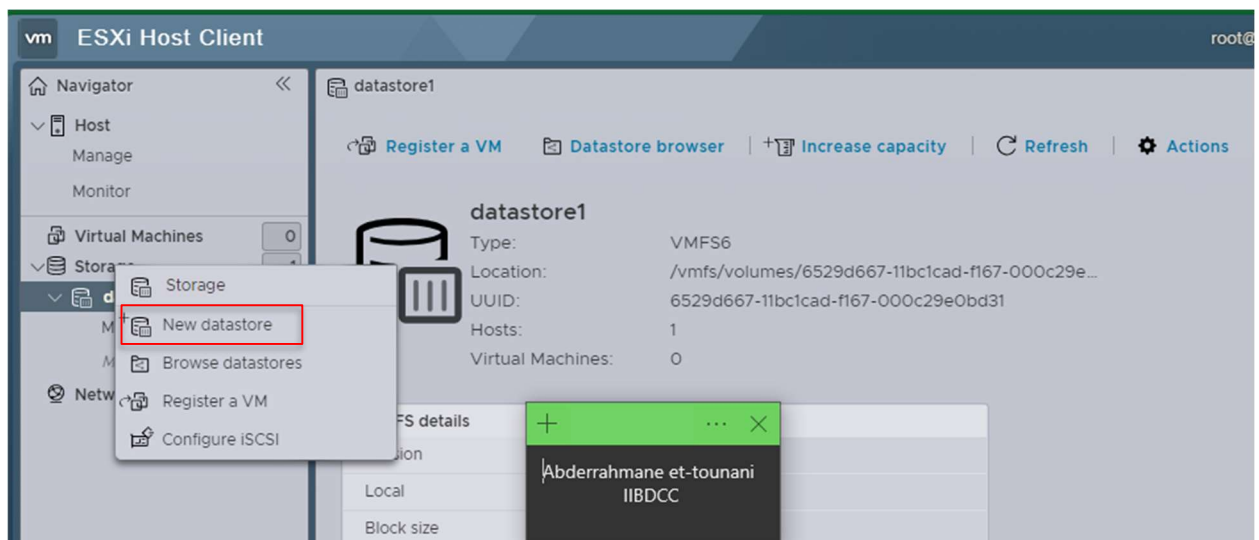 vm ESXi Host Client
root@
Navigator
Host
Manage
Monitor
Virtual Machines 0
Storage
Storage
New datastore
Browse datastores
Register a VM
Configure iSCSI
datastore1
Register a VM Datastore browser Increase capacity Refresh Actions
datastore1
Type: VMFS6
Location: /vmfs/volumes/6529d667-11bc1cad-f167-000c29e...
UUID: 6529d667-11bc1cad-f167-000c29e0bd31
Hosts: 1
Virtual Machines: 0
FS details
Local
Block size
Abderrahmane et-tounani
IIBDCC